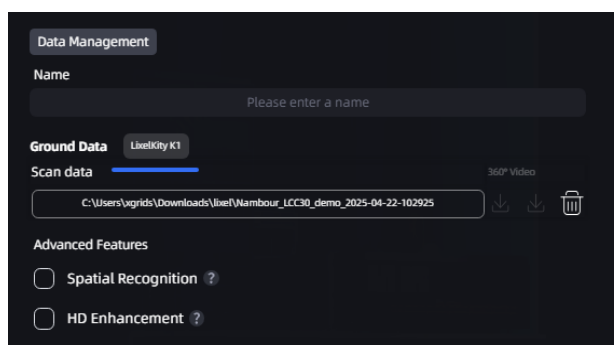 Data Management
Name
Please enter a name
Ground Data LixelKity K1
Scan data 360° Video
C:\Users\xgrids\Downloads\lixel\Nambour_LCC30_demo_2025-04-22-102925
Advanced Features
Spatial Recognition ?
HD Enhancement ?